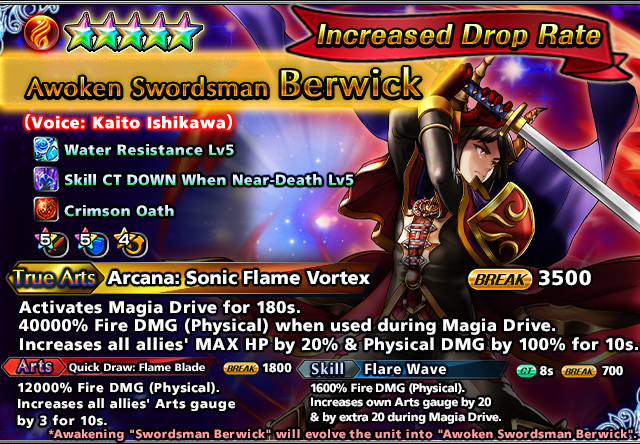 Increased Drop Rate
Awoken Swordsman Berwick
(Voice: Kaito Ishikawa)
Water Resistance Lv5
Skill CT DOWN When Near-Death Lv5
Crimson Oath
5 5 4
True Arts Arcana: Sonic Flame Vortex BREAK 3500
Activates Magia Drive for 180s.
40000% Fire DMG (Physical) when used during Magia Drive.
Increases all allies' MAX HP by 20% & Physical DMG by 100% for 10s.
Arts Quick Draw: Flame Blade BREAK 1800
12000% Fire DMG (Physical).
Increases all allies' Arts gauge
by 3 for 10s.
Skill Flare Wave CT 8s BREAK 700
1600% Fire DMG (Physical).
Increases own Arts gauge by 20
& by extra 20 during Magia Drive.
*Awakening "Swordsman Berwick" will evolve the unit into "Awoken Swordsman Berwick".